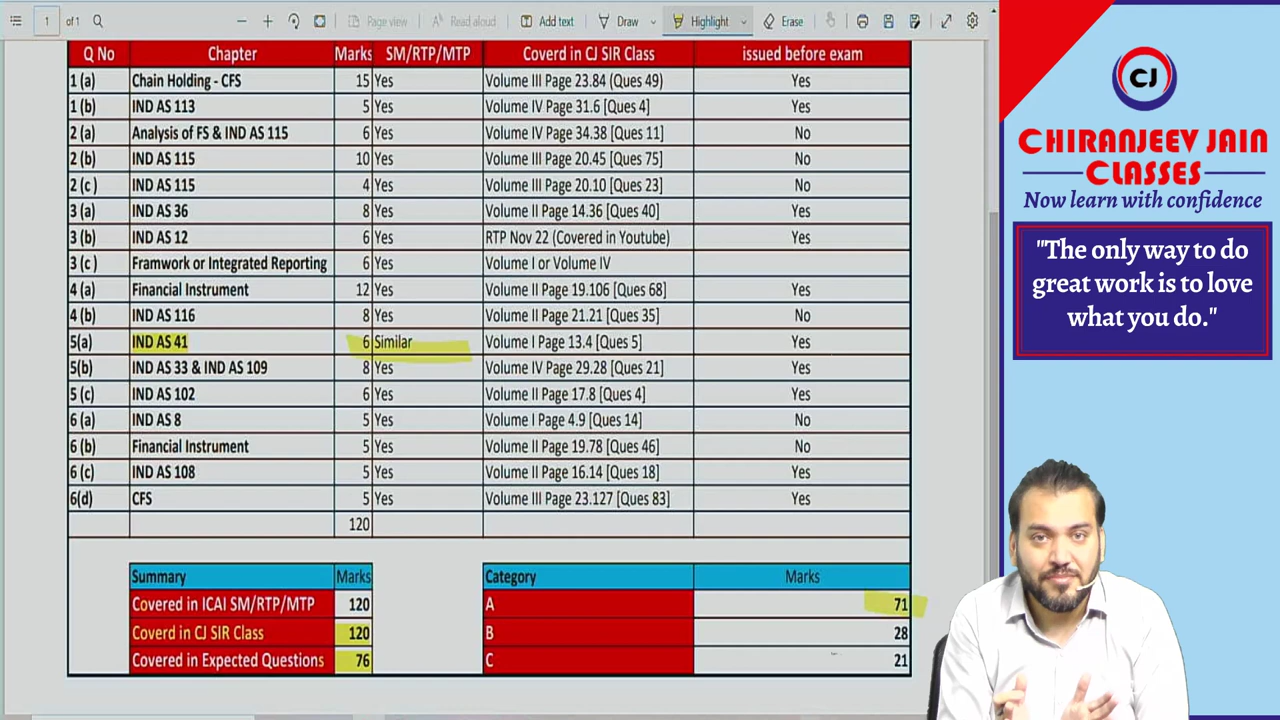 1 of 1 Page view Read aloud Add text Draw Highlight Erase
Q No Chapter Marks SM/RTP/MTP Coverd in CJ SIR Class issued before exam
1 (a) Chain Holding - CFS 15 Yes Volume III Page 23.84 (Ques 49) Yes
1 (b) IND AS 113 5 Yes Volume IV Page 31.6 [Ques 4] Yes
2 (a) Analysis of FS & IND AS 115 6 Yes Volume IV Page 34.38 [Ques 11] No
2 (b) IND AS 115 10 Yes Volume III Page 20.45 [Ques 75] No
2 (c ) IND AS 115 4 Yes Volume III Page 20.10 [Ques 23] No
3 (a) IND AS 36 8 Yes Volume II Page 14.36 [Ques 40] Yes
3 (b) IND AS 12 6 Yes RTP Nov 22 (Covered in Youtube) Yes
3 (c ) Framwork or Integrated Reporting 6 Yes Volume I or Volume IV
4 (a) Financial Instrument 12 Yes Volume II Page 19.106 [Ques 68] Yes
4 (b) IND AS 116 8 Yes Volume II Page 21.21 [Ques 35] No
5(a) IND AS 41 6 Similar Volume I Page 13.4 [Ques 5] Yes
5(b) IND AS 33 & IND AS 109 8 Yes Volume IV Page 29.28 [Ques 21] Yes
5 (c) IND AS 102 6 Yes Volume II Page 17.8 [Ques 4] Yes
6 (a) IND AS 8 5 Yes Volume I Page 4.9 [Ques 14] No
6 (b) Financial Instrument 5 Yes Volume II Page 19.78 [Ques 46] No
6 (c) IND AS 108 5 Yes Volume II Page 16.14 [Ques 18] Yes
6(d) CFS 5 Yes Volume III Page 23.127 [Ques 83] Yes
120
Summary Marks Category Marks
Covered in ICAI SM/RTP/MTP 120 A 71
Coverd in CJ SIR Class 120 B 28
Covered in Expected Questions 76 C 21
CJ
CHIRANJEEV JAIN
CLASSES
Now learn with confidence
"The only way to do
great work is to love
what you do."